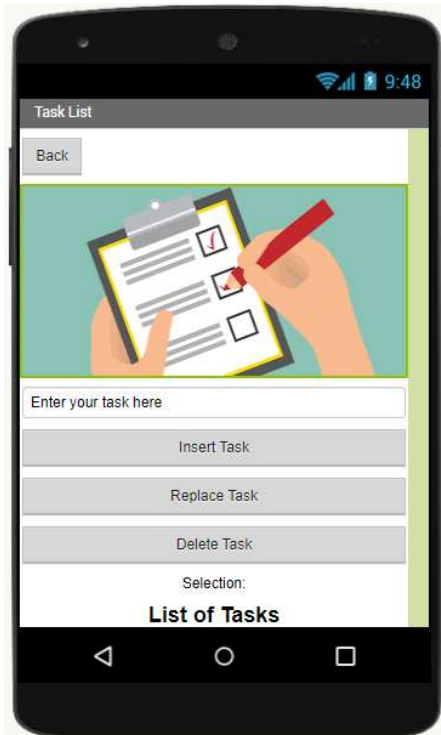 9:48
Task List
Back
Enter your task here
Insert Task
Replace Task
Delete Task
Selection:
List of Tasks